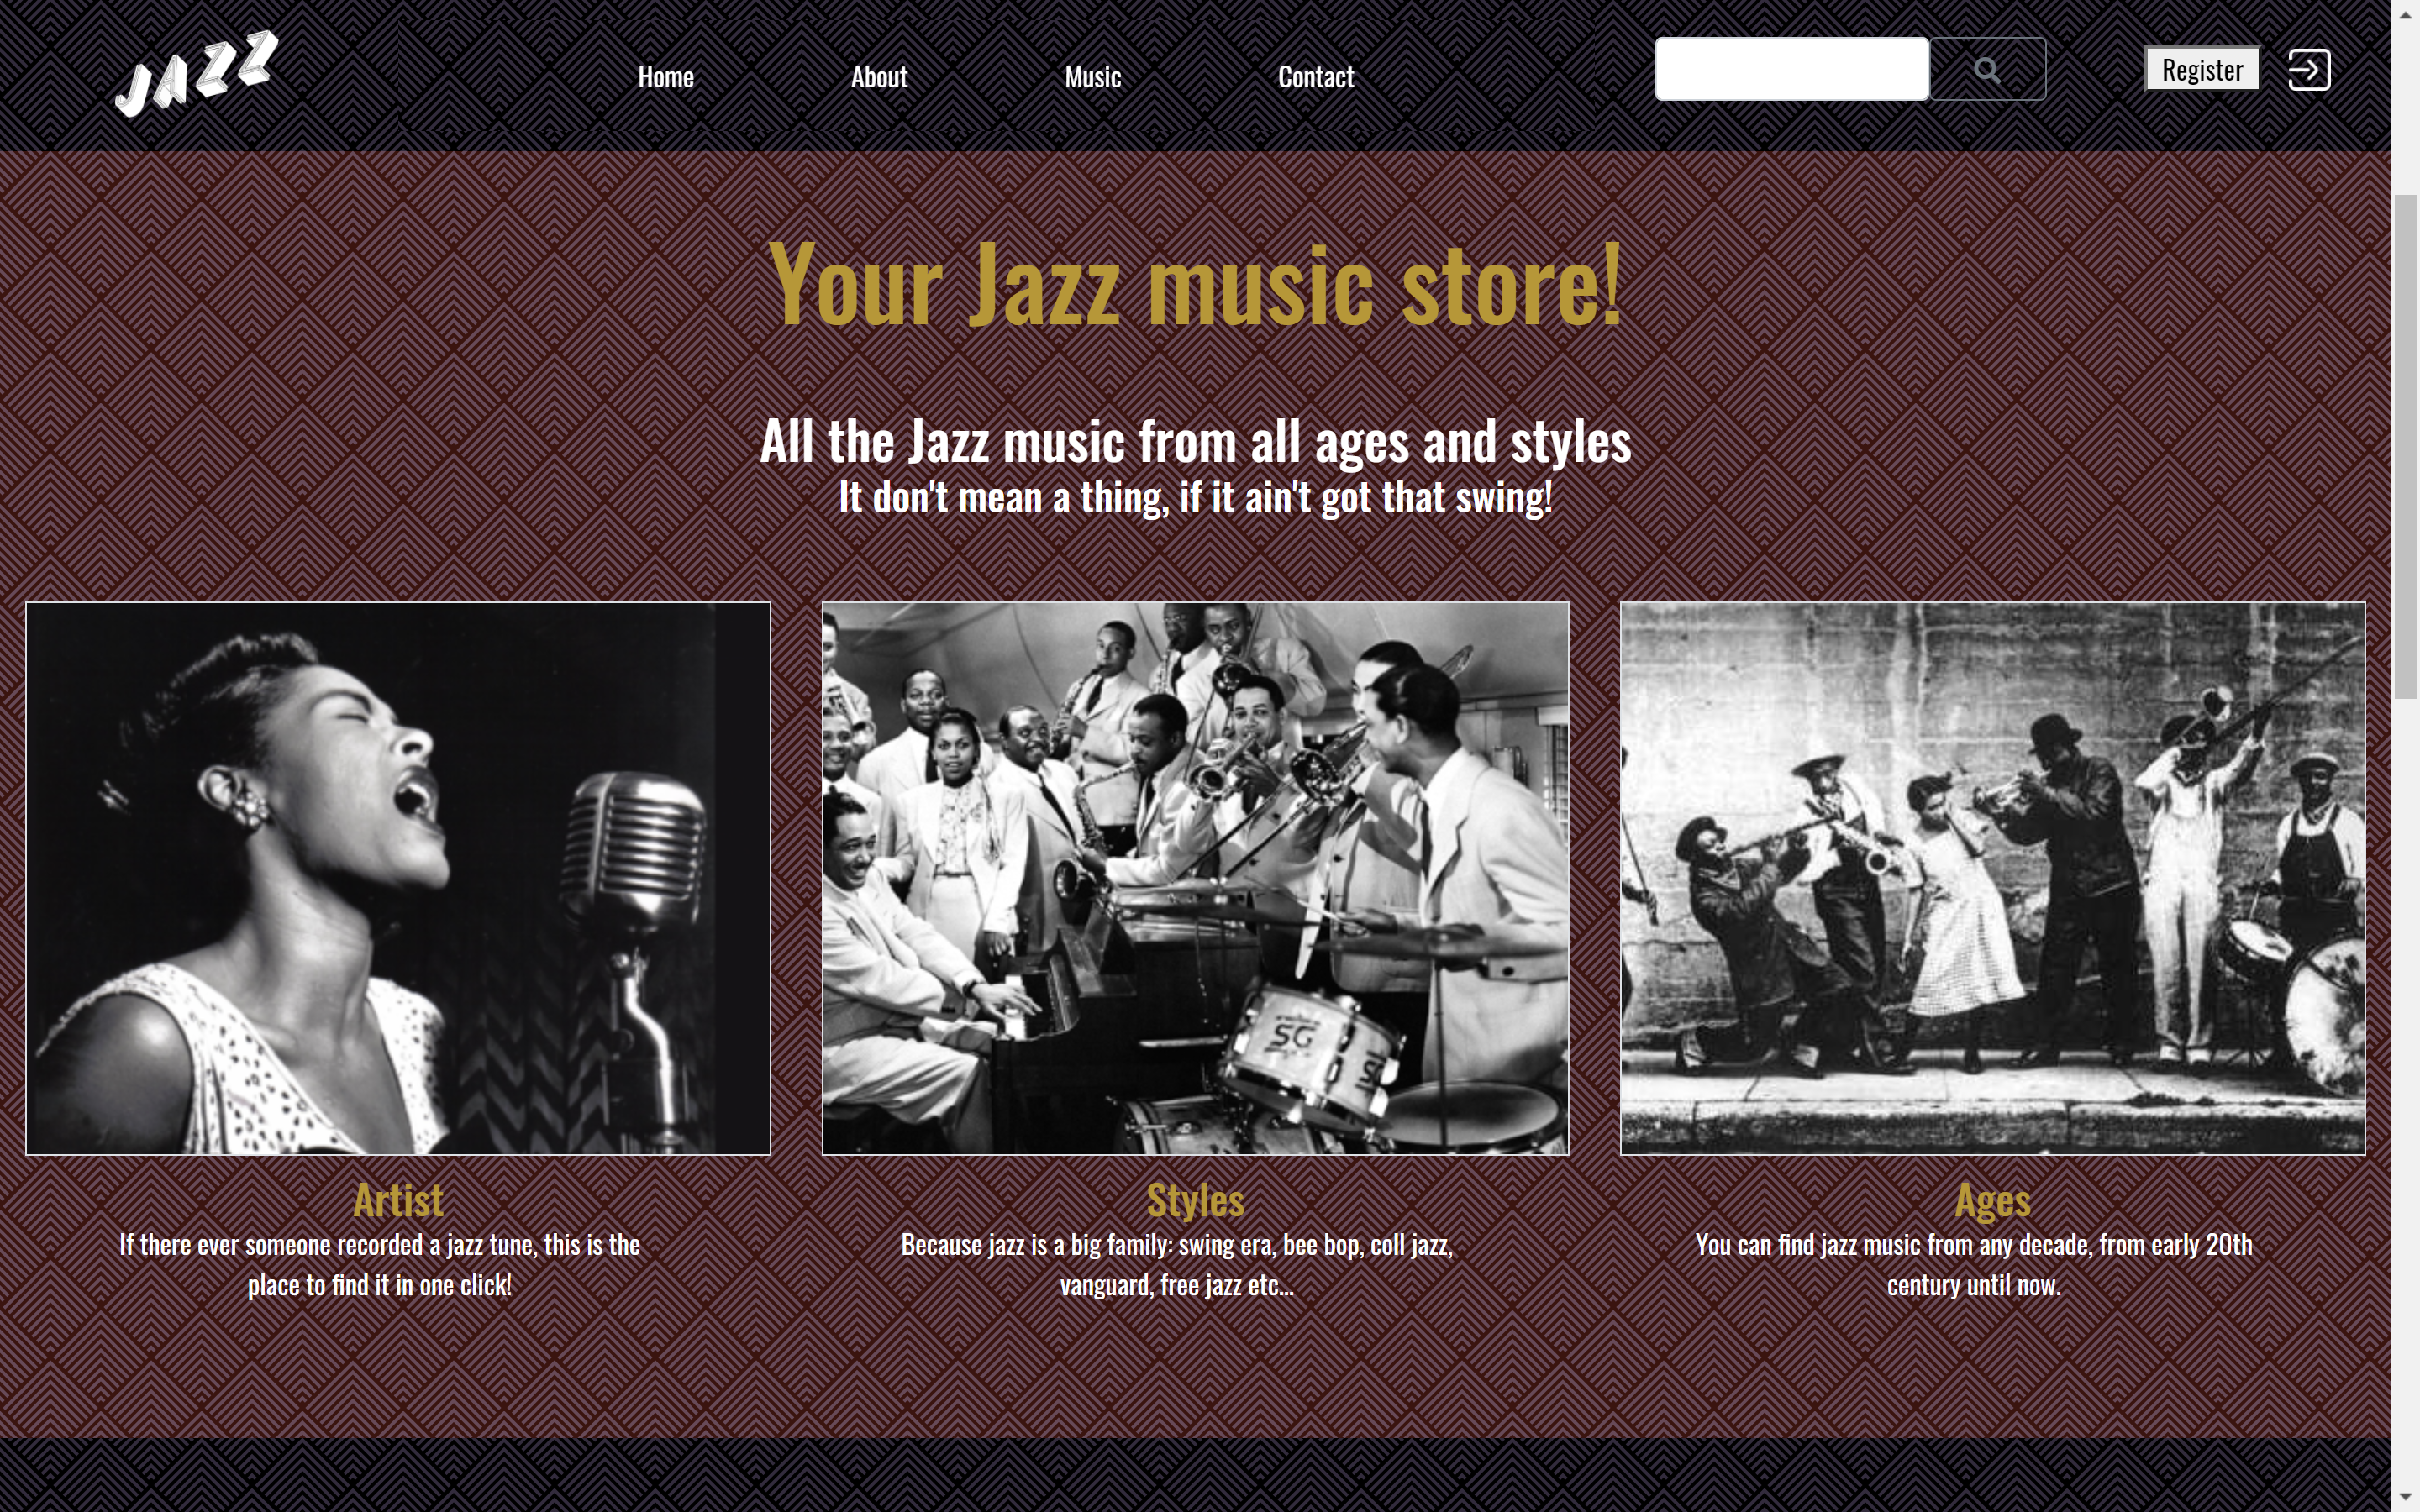 JAZZ
Home
About
Music
Contact
Register
Your Jazz music store!
All the Jazz music from all ages and styles
It don't mean a thing, if it ain't got that swing!
SG
Artist
If there ever someone recorded a jazz tune, this is the
place to find it in one click!
Styles
Because jazz is a big family: swing era, bee bop, coll jazz,
vanguard, free jazz etc...
Ages
You can find jazz music from any decade, from early 20th
century until now.